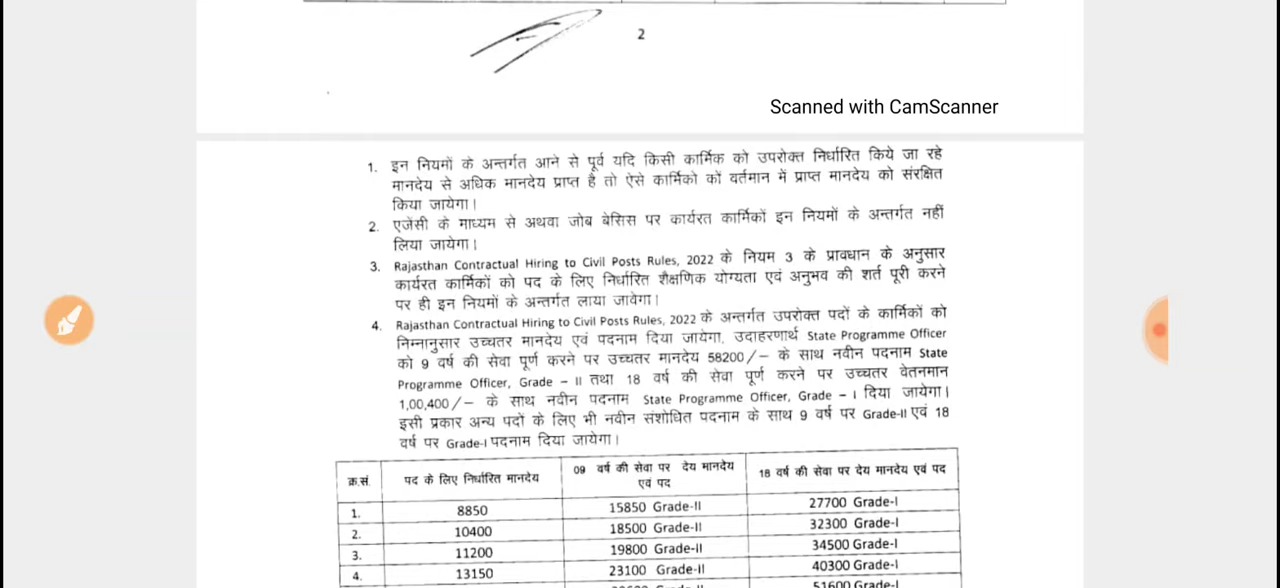 2
Scanned with CamScanner
1. इन नियमों के अन्तर्गत आने से पूर्व यदि किसी कार्मिक को उपरोक्त निर्धारित किये जा रहे
मानदेय से अधिक मानदेय प्राप्त है तो ऐसे कार्मिको कों वर्तमान में प्राप्त मानदेय को संरक्षित
किया जायेगा।
2. एजेंसी के माध्यम से अथवा जोब बेसिस पर कार्यरत कार्मिकों इन नियमों के अन्तर्गत नहीं
लिया जायेगा।
3. Rajasthan Contractual Hiring to Civil Posts Rules, 2022 के नियम 3 के प्रावधान के अनुसार
कार्यरत कार्मिकों को पद के लिए निर्धारित शैक्षणिक योग्यता एवं अनुभव की शर्त पूरी करने
पर ही इन नियमों के अन्तर्गत लाया जावेगा।
4. Rajasthan Contractual Hiring to Civil Posts Rules, 2022 के अन्तर्गत उपरोक्त पदों के कार्मिकों को
निम्नानुसार उच्चतर मानदेय एवं पदनाम दिया जायेगा, उदाहरणार्थ State Programme Officer
को 9 वर्ष की सेवा पूर्ण करने पर उच्चतर मानदेय 58200/– के साथ नवीन पदनाम State
Programme Officer, Grade – II तथा 18 वर्ष की सेवा पूर्ण करने पर उच्चतर वेतनमान
1,00,400/– के साथ नवीन पदनाम State Programme Officer, Grade – I दिया जायेगा।
इसी प्रकार अन्य पदों के लिए भी नवीन संशोधित पदनाम के साथ 9 वर्ष पर Grade-II एवं 18
वर्ष पर Grade-I पदनाम दिया जायेगा।
क्र.सं. पद के लिए निर्धारित मानदेय 09 वर्ष की सेवा पर देय मानदेय एवं पद 18 वर्ष की सेवा पर देय मानदेय एवं पद
1. 8850 15850 Grade-II 27700 Grade-I
2. 10400 18500 Grade-II 32300 Grade-I
3. 11200 19800 Grade-II 34500 Grade-I
4. 13150 23100 Grade-II 40300 Grade-I
51600 Grade-I